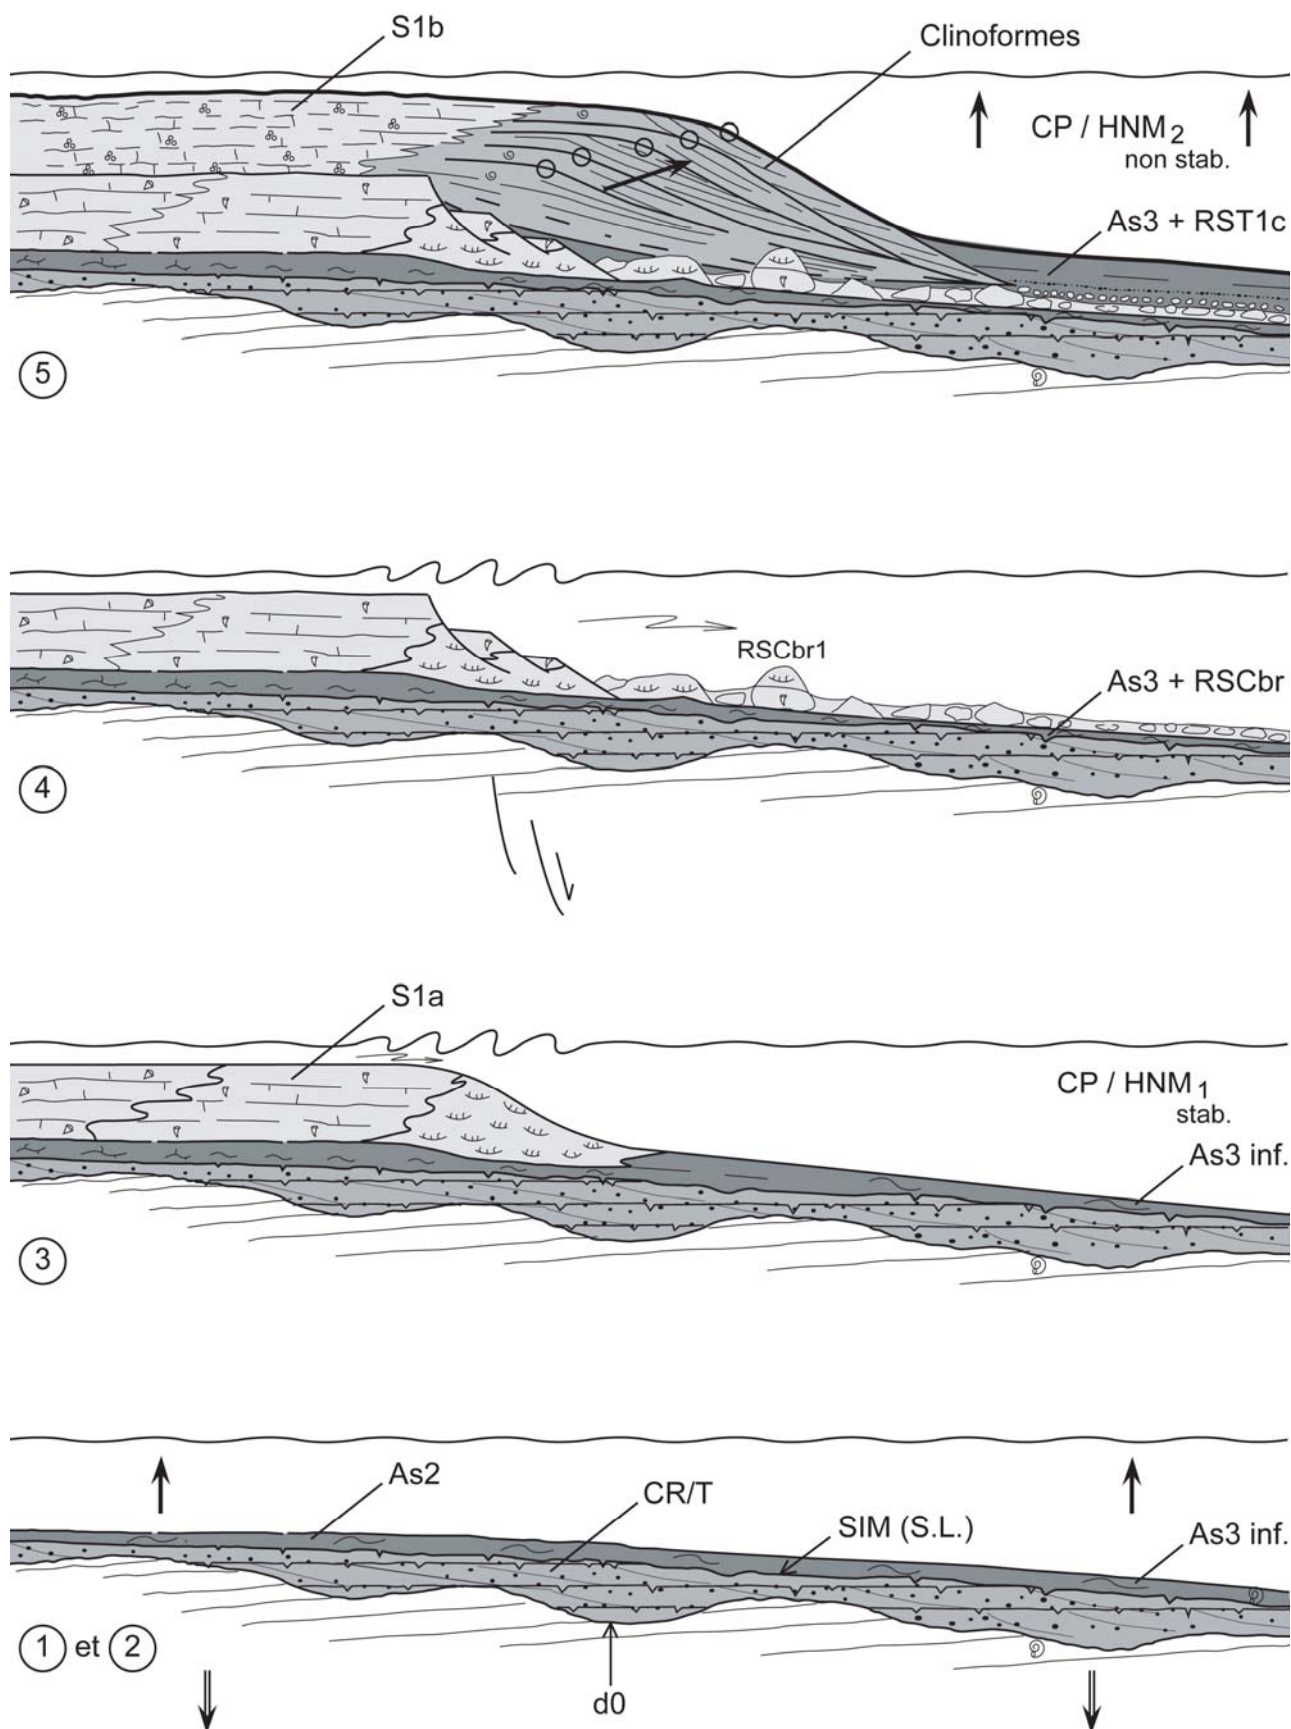 S1b
Clinoformes
CP / HNM2
non stab.
As3 + RST1c
5
RSCbr1
As3 + RSCbr
4
S1a
CP / HNM1
stab.
As3 inf.
3
As2
CR/T
SIM (S.L.)
As3 inf.
1 et 2
d0